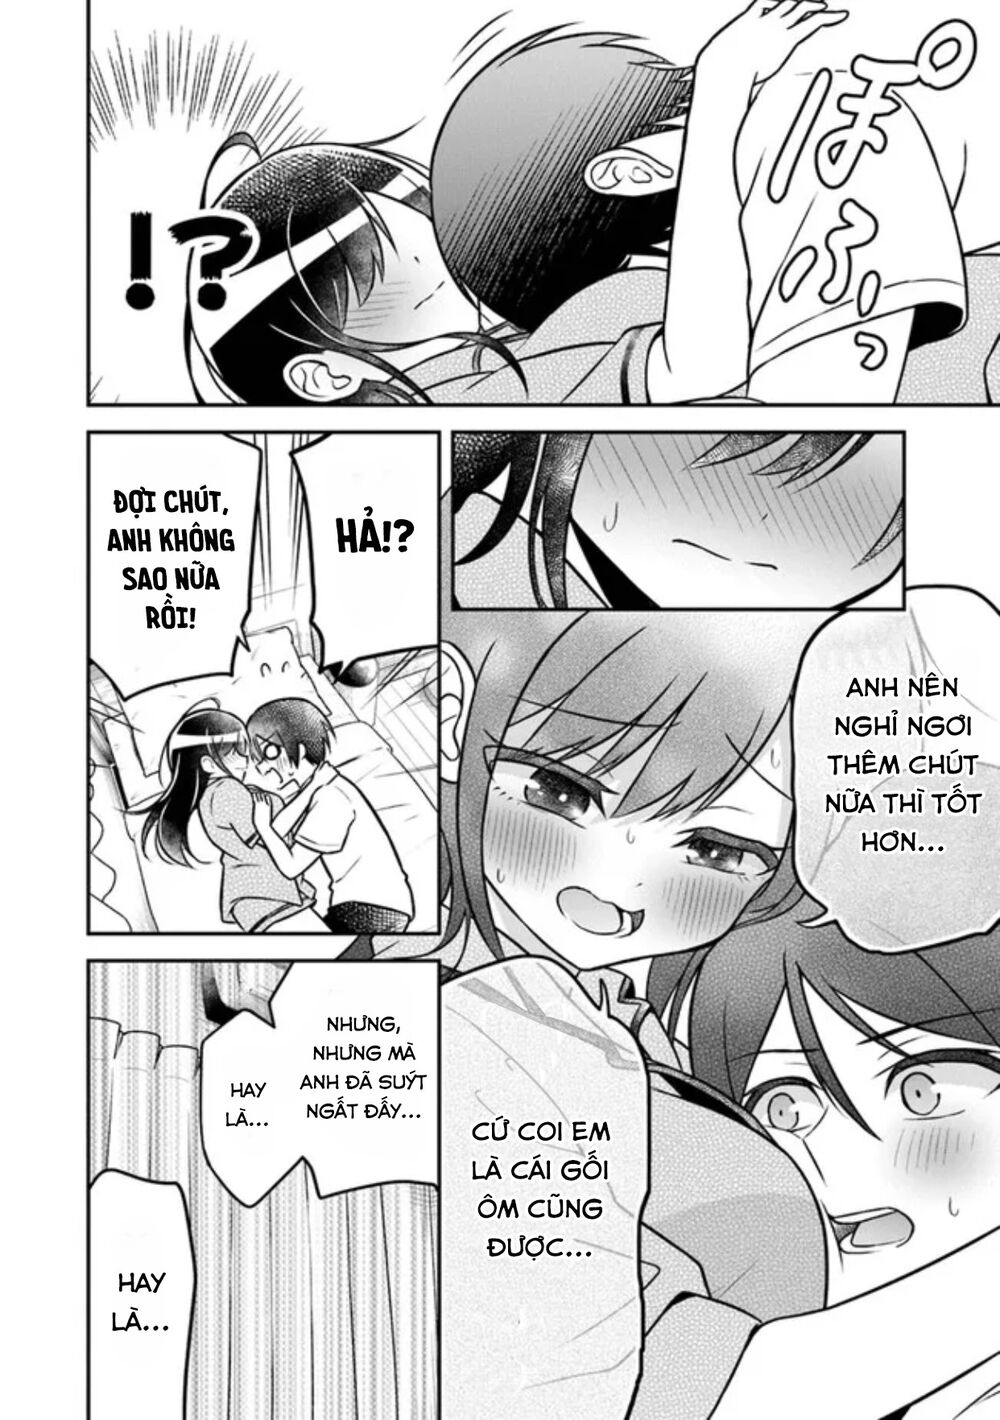 ぽふっ
!?
HẢ!?
ĐỢI CHÚT,
ANH KHÔNG
SAO NỮA
RỒI!
ANH NÊN
NGHỈ NGƠI
THÊM CHÚT
NỮA THÌ TỐT
HƠN...
CỨ COI EM
LÀ CÁI GỐI
ÔM CŨNG
ĐƯỢC...
NHƯNG,
NHƯNG MÀ
ANH ĐÃ SUÝT
NGẤT ĐẤY...
HAY
LÀ...
HAY
LÀ...